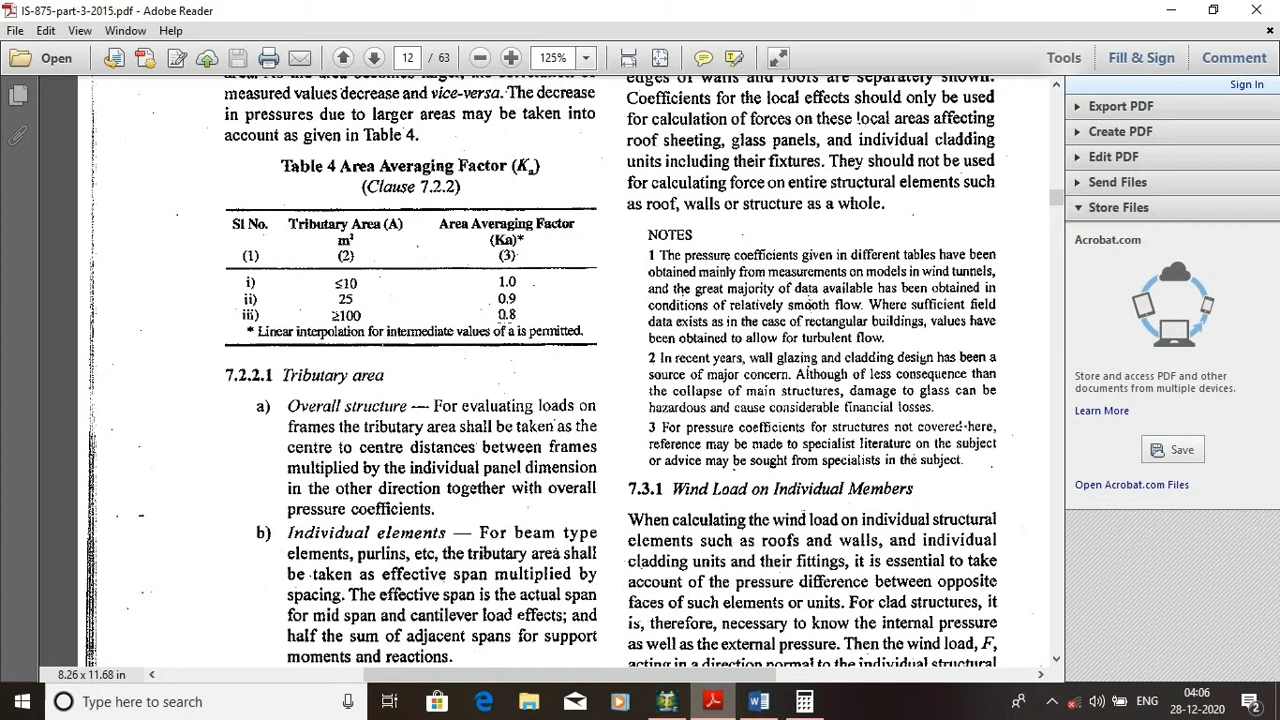 IS-875-part-3-2015.pdf - Adobe Reader
File Edit View Window Help
Open 12 / 63 125% Tools Fill & Sign Comment
Sign In
Export PDF
Create PDF
Edit PDF
Send Files
Store Files
Acrobat.com
Store and access PDF and other
documents from multiple devices.
Learn More
Save
Open Acrobat.com Files
measured values decrease and vice-versa. The decrease
in pressures due to larger areas may be taken into
account as given in Table 4.
Table 4 Area Averaging Factor (Ka)
(Clause 7.2.2)
Sl No. Tributary Area (A) Area Averaging Factor
m² (Ka)*
(1) (2) (3)
i) ≤10 1.0
ii) 25 0.9
iii) ≥100 0.8
* Linear interpolation for intermediate values of a is permitted.
7.2.2.1 Tributary area
a) Overall structure — For evaluating loads on
frames the tributary area shall be taken as the
centre to centre distances between frames
multiplied by the individual panel dimension
in the other direction together with overall
pressure coefficients.
b) Individual elements — For beam type
elements, purlins, etc, the tributary area shall
be taken as effective span multiplied by
spacing. The effective span is the actual span
for mid span and cantilever load effects; and
half the sum of adjacent spans for support
moments and reactions.
edges of walls and roofs are separately shown.
Coefficients for the local effects should only be used
for calculation of forces on these local areas affecting
roof sheeting, glass panels, and individual cladding
units including their fixtures. They should not be used
for calculating force on entire structural elements such
as roof, walls or structure as a whole.
NOTES
1 The pressure coefficients given in different tables have been
obtained mainly from measurements on models in wind tunnels,
and the great majority of data available has been obtained in
conditions of relatively smooth flow. Where sufficient field
data exists as in the case of rectangular buildings, values have
been obtained to allow for turbulent flow.
2 In recent years, wall glazing and cladding design has been a
source of major concern. Although of less consequence than
the collapse of main structures, damage to glass can be
hazardous and cause considerable financial losses.
3 For pressure coefficients for structures not covered here,
reference may be made to specialist literature on the subject
or advice may be sought from specialists in the subject.
7.3.1 Wind Load on Individual Members
When calculating the wind load on individual structural
elements such as roofs and walls, and individual
cladding units and their fittings, it is essential to take
account of the pressure difference between opposite
faces of such elements or units. For clad structures, it
is, therefore, necessary to know the internal pressure
as well as the external pressure. Then the wind load, F,
acting in a direction normal to the individual structural
8.26 x 11.68 in
Type here to search
ENG
04:06
28-12-2020
2